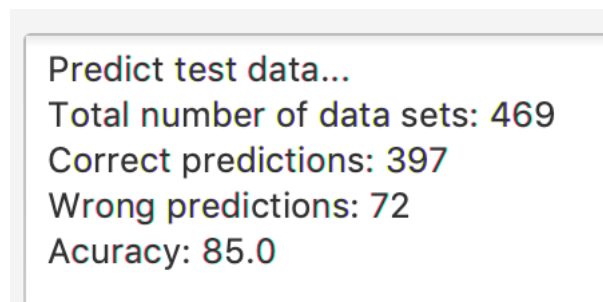 Predict test data...
Total number of data sets: 469
Correct predictions: 397
Wrong predictions: 72
Acuracy: 85.0